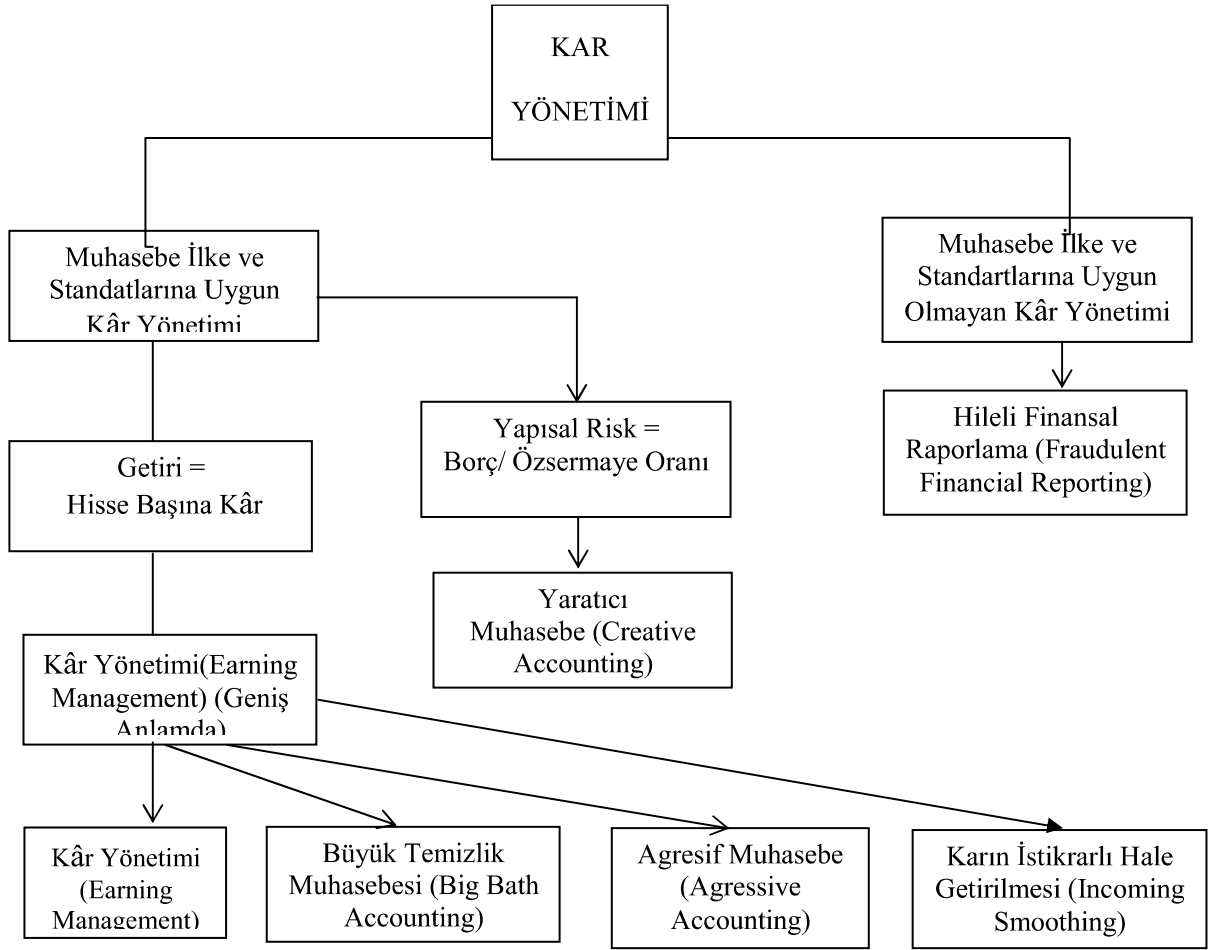 KAR
YÖNETİMİ
Muhasebe İlke ve
Standatlarına Uygun
Kâr Yönetimi
Muhasebe İlke ve
Standartlarına Uygun
Olmayan Kâr Yönetimi
Getiri =
Hisse Başına Kâr
Yapısal Risk =
Borç/ Özsermaye Oranı
Hileli Finansal
Raporlama (Fraudulent
Financial Reporting)
Yaratıcı
Muhasebe (Creative
Accounting)
Kâr Yönetimi(Earning
Management) (Geniş
Anlamda)
Kâr Yönetimi
(Earning
Management)
Büyük Temizlik
Muhasebesi (Big Bath
Accounting)
Agresif Muhasebe
(Agressive
Accounting)
Karın İstikrarlı Hale
Getirilmesi (Incoming
Smoothing)